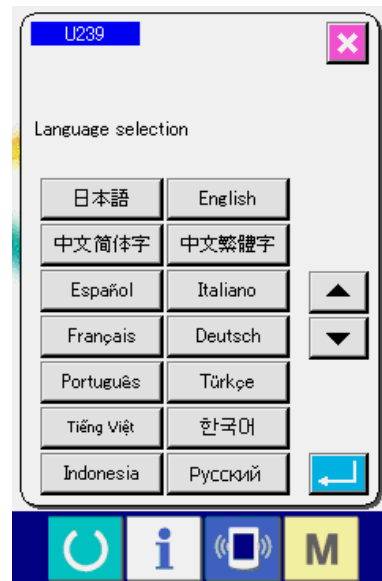 U239
Language selection
日本語 English
中文简体字 中文繁體字
Español Italiano
Français Deutsch
Português Türkçe
Tiếng Việt 한국어
Indonesia Русский
i M